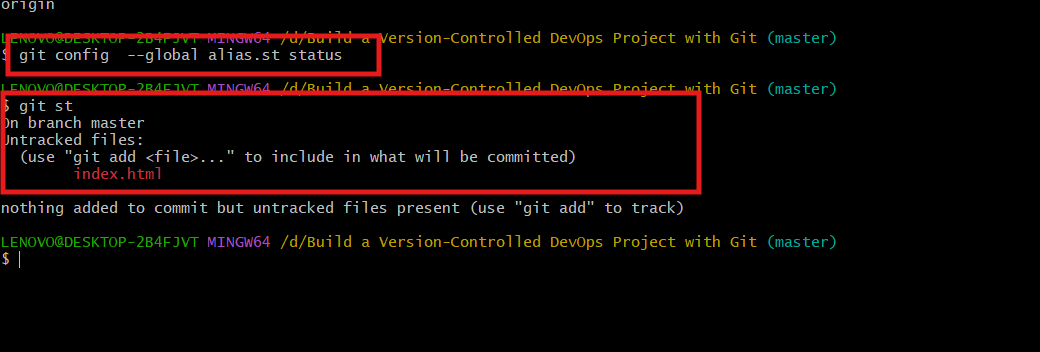 origin
LENOVO@DESKTOP-2B4FJVT MINGW64 /d/Build a Version-Controlled DevOps Project with Git (master)
$ git config  --global alias.st status
LENOVO@DESKTOP-2B4FJVT MINGW64 /d/Build a Version-Controlled DevOps Project with Git (master)
$ git st
On branch master
Untracked files:
  (use "git add <file>..." to include in what will be committed)
        index.html
nothing added to commit but untracked files present (use "git add" to track)
LENOVO@DESKTOP-2B4FJVT MINGW64 /d/Build a Version-Controlled DevOps Project with Git (master)
$